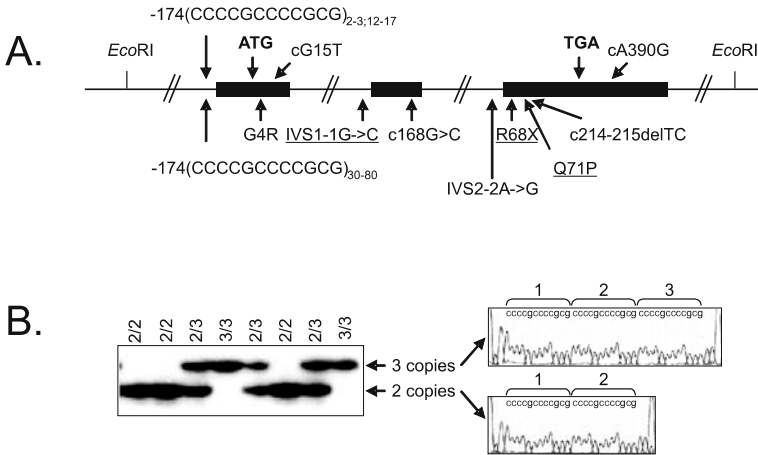 A.
-174(CCCCGCCCCGCG)2-3;12-17
EcoRI
ATG
cG15T
TGA
cA390G
EcoRI
G4R
IVS1-1G->C
c168G>C
R68X
c214-215delTC
-174(CCCCGCCCCGCG)30-80
Q71P
IVS2-2A->G
B.
2/2 2/2 2/3 3/3 2/3 2/2 2/3 3/3
3 copies
2 copies
1 2 3
ccccgccccgcg ccccgccccgcg ccccgccccgcg
1 2
ccccgccccgcg ccccgccccgcg